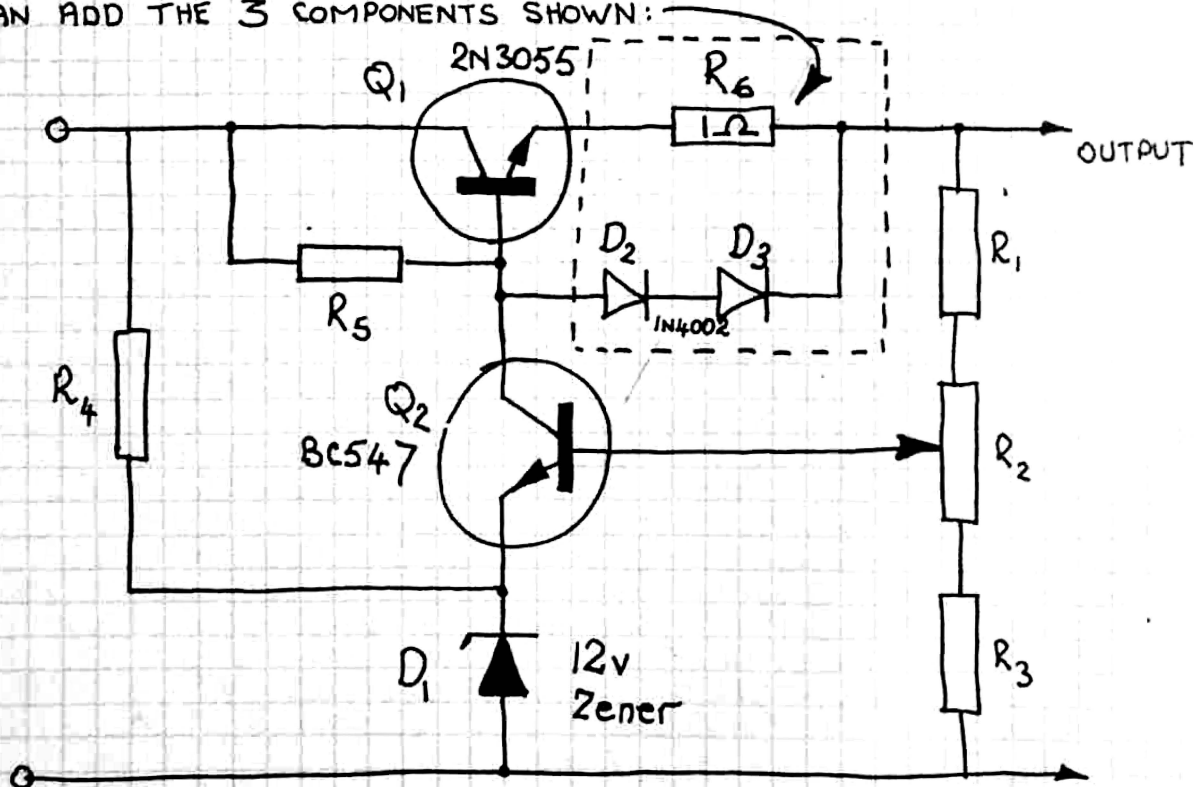 AN ADD THE 3 COMPONENTS SHOWN:
2N3055
Q1
R6
1Ω
OUTPUT
D2
D3
R1
R5
1N4002
R4
Q2
BC547
R2
D1
12v
Zener
R3